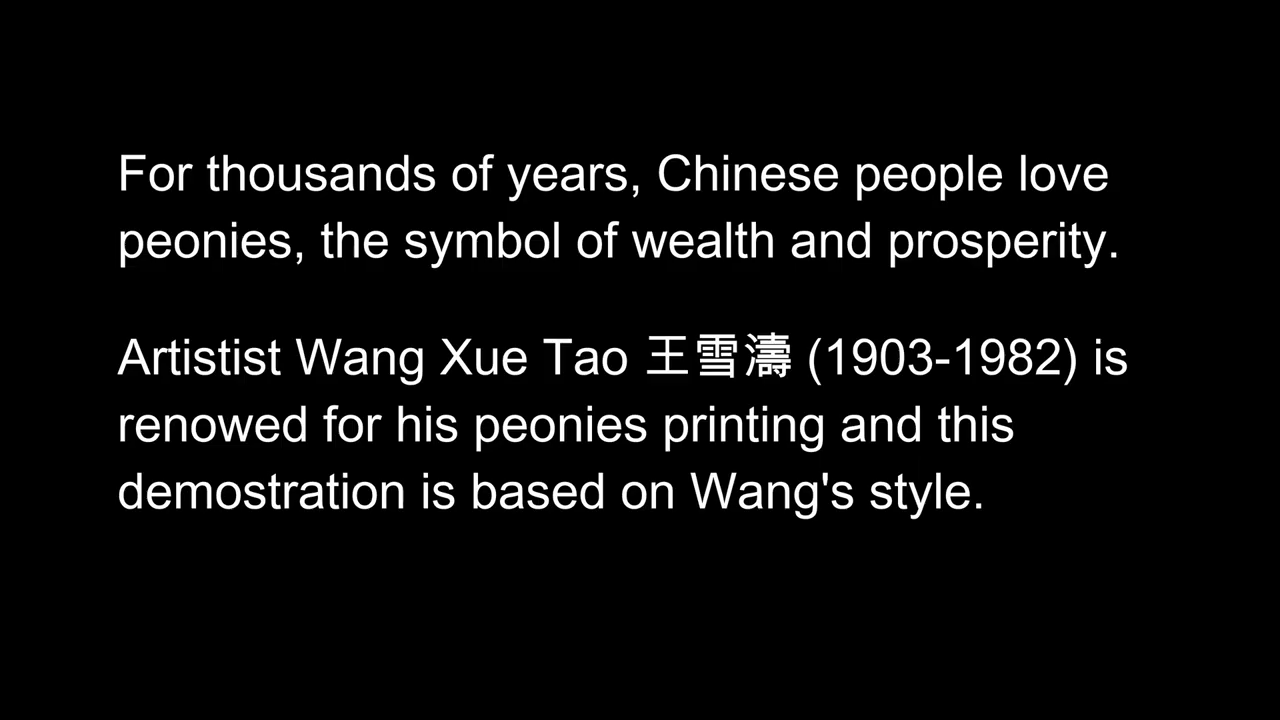 For thousands of years, Chinese people love
peonies, the symbol of wealth and prosperity.
Artistist Wang Xue Tao 王雪濤 (1903-1982) is
renowed for his peonies printing and this
demostration is based on Wang's style.